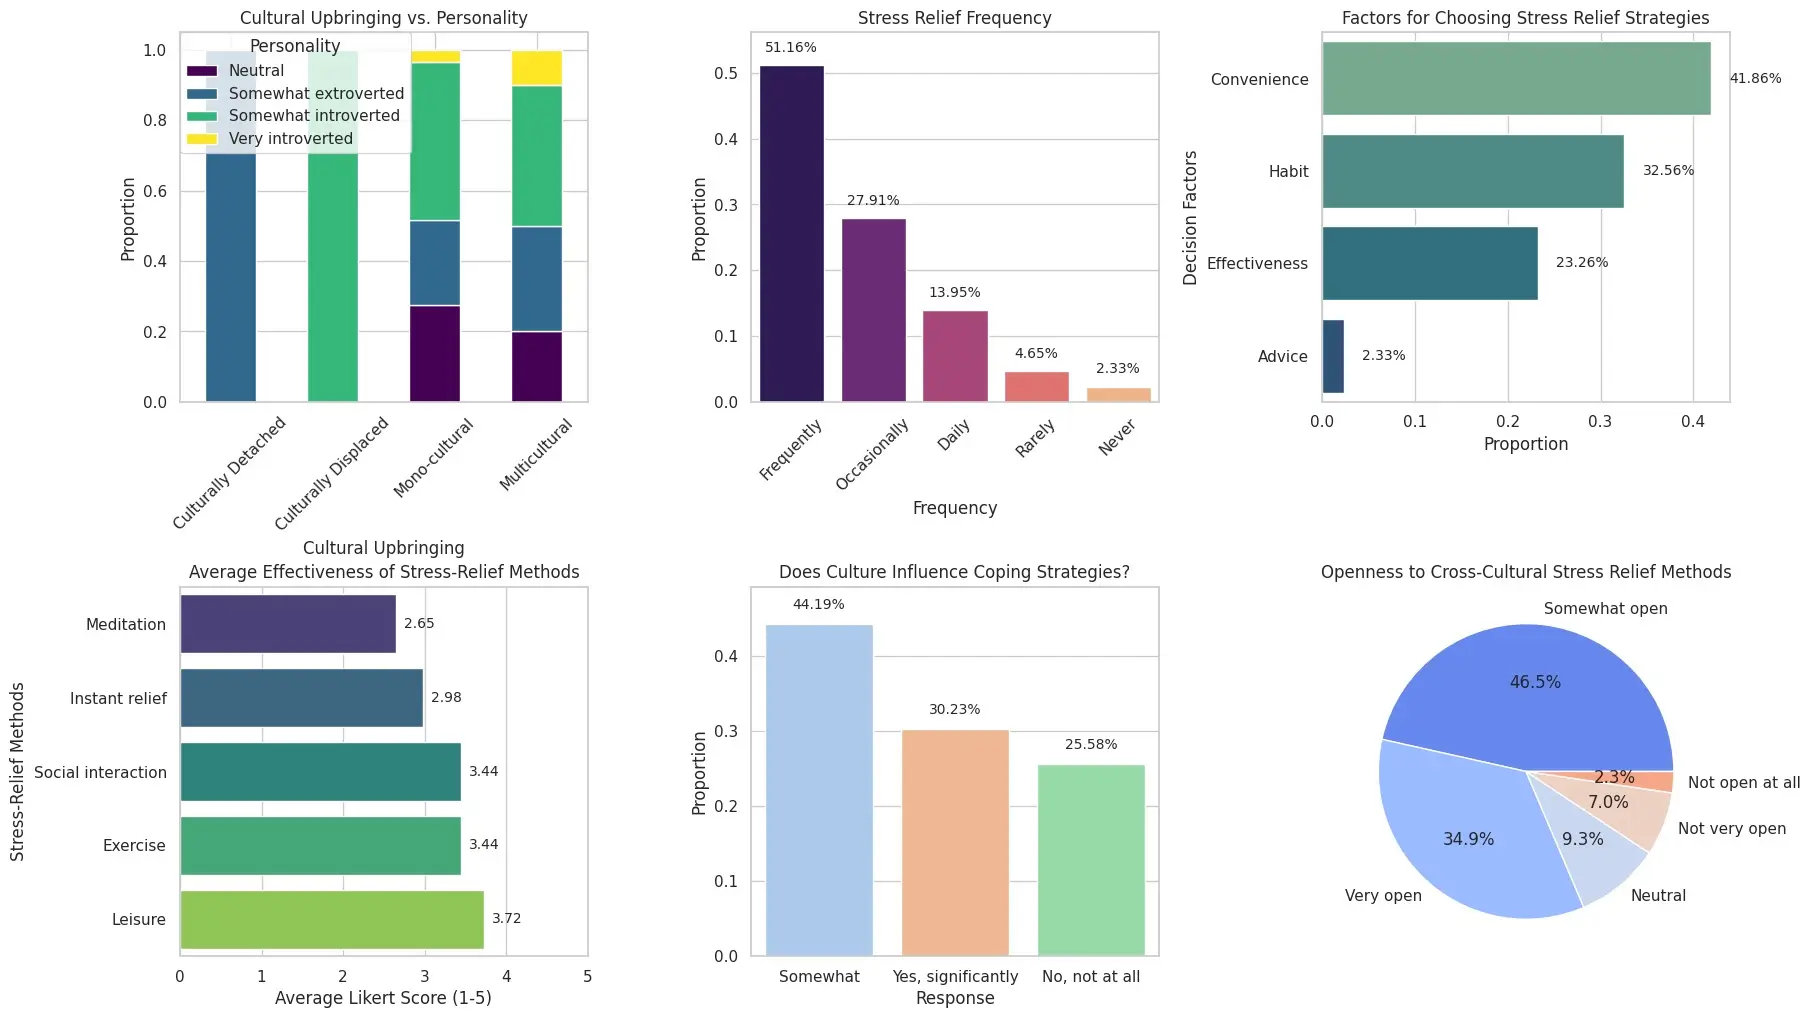 Cultural Upbringing vs. Personality
Personality
Neutral
Somewhat extroverted
Somewhat introverted
Very introverted
Proportion
1.0
0.8
0.6
0.4
0.2
0.0
Culturally Detached
Culturally Displaced
Mono-cultural
Multicultural
Cultural Upbringing
Stress Relief Frequency
Proportion
0.5
0.4
0.3
0.2
0.1
0.0
51.16%
27.91%
13.95%
4.65%
2.33%
Frequently
Occasionally
Daily
Rarely
Never
Frequency
Factors for Choosing Stress Relief Strategies
Decision Factors
Convenience
41.86%
Habit
32.56%
Effectiveness
23.26%
Advice
2.33%
0.0
0.1
0.2
0.3
0.4
Proportion
Average Effectiveness of Stress-Relief Methods
Stress-Relief Methods
Meditation
2.65
Instant relief
2.98
Social interaction
3.44
Exercise
3.44
Leisure
3.72
0
1
2
3
4
5
Average Likert Score (1-5)
Does Culture Influence Coping Strategies?
Proportion
0.4
0.3
0.2
0.1
0.0
44.19%
30.23%
25.58%
Somewhat
Yes, significantly
No, not at all
Response
Openness to Cross-Cultural Stress Relief Methods
Somewhat open
46.5%
2.3%
Not open at all
7.0%
Not very open
34.9%
9.3%
Very open
Neutral